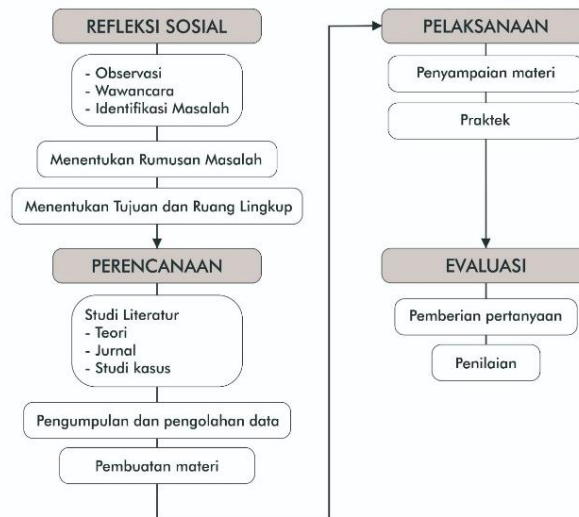 REFLEKSI SOSIAL
- Observasi
- Wawancara
- Identifikasi Masalah
Menentukan Rumusan Masalah
Menentukan Tujuan dan Ruang Lingkup
PERENCANAAN
Studi Literatur
- Teori
- Jurnal
- Studi kasus
Pengumpulan dan pengolahan data
Pembuatan materi
PELAKSANAAN
Penyampaian materi
Praktek
EVALUASI
Pemberian pertanyaan
Penilaian